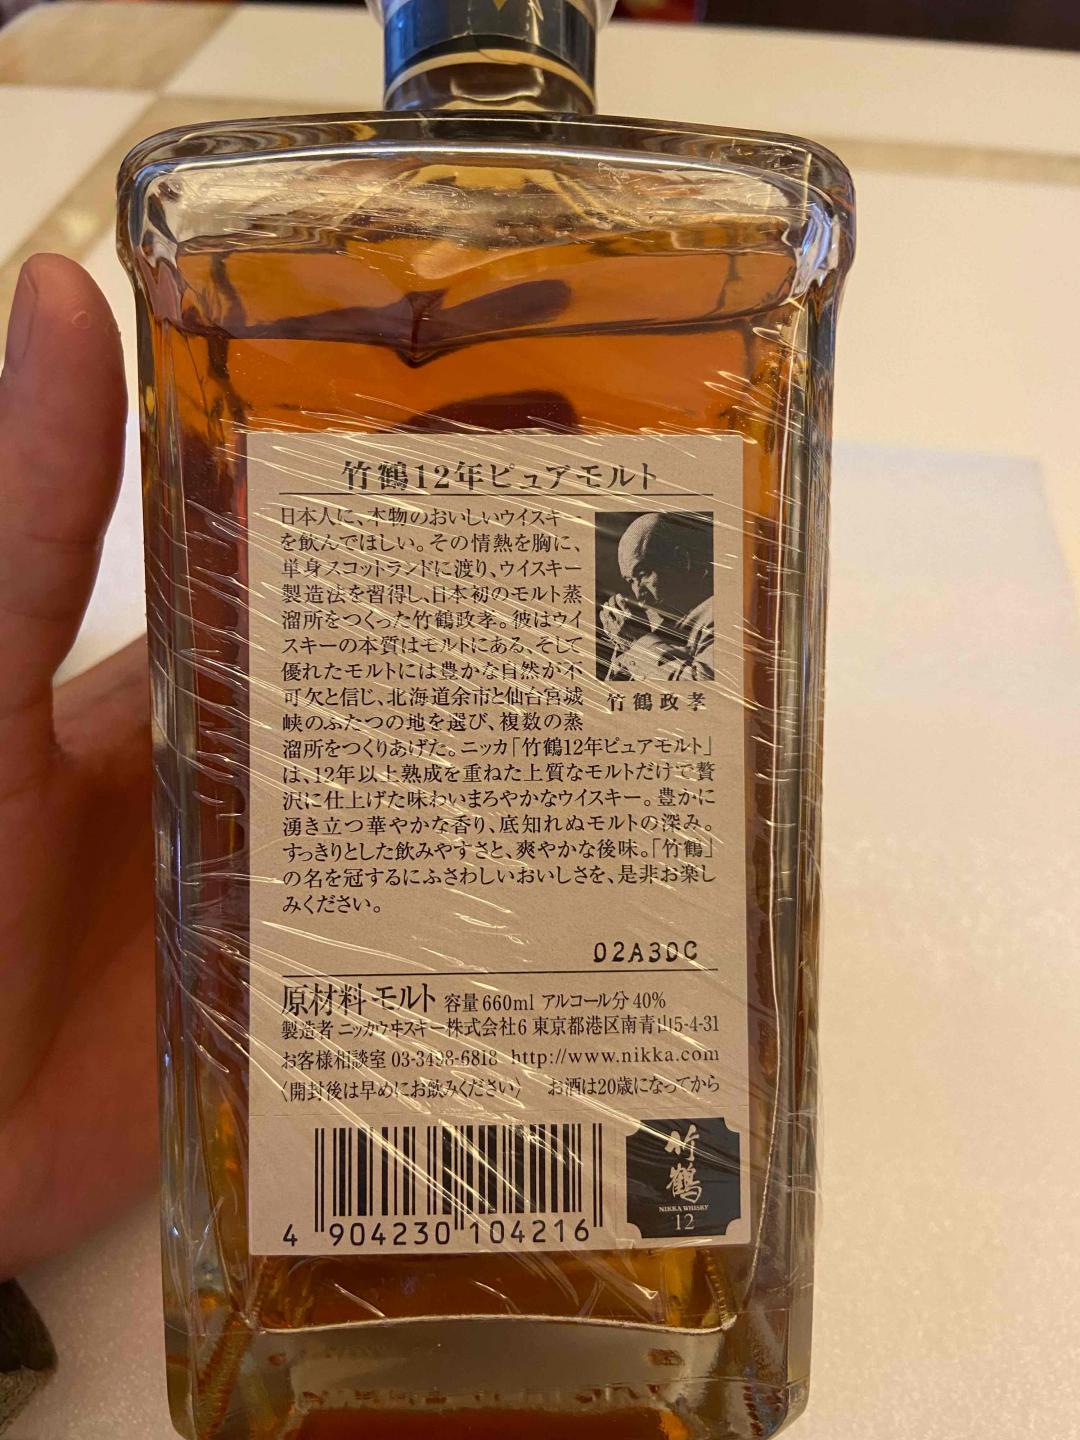 竹鶴12年ピュアモルト
日本人に、本物のおいしいウイスキー
を飲んでほしい。その情熱を胸に、
単身スコットランドに渡り、ウイスキー
製造法を習得し、日本初のモルト蒸
溜所をつくった竹鶴政孝。彼はウイ
スキーの本質はモルトにある、そして
優れたモルトには豊かな自然が不
可欠と信じ、北海道余市と仙台宮城
峡のふたつの地を選び、複数の蒸
溜所をつくりあげた。ニッカ「竹鶴12年ピュアモルト」
は、12年以上熟成を重ねた上質なモルトだけで贅
沢に仕上げた味わいまろやかなウイスキー。豊かに
湧き立つ華やかな香り、底知れぬモルトの深み。
すっきりとした飲みやすさと、爽やかな後味。「竹鶴」
の名を冠するにふさわしいおいしさを、是非お楽し
みください。
竹鶴政孝
02A30C
原材料 モルト 容量 660ml アルコール分 40%
製造者 ニッカウヰスキー株式会社6 東京都港区南青山5-4-31
お客様相談室 03-3498-6818 http://www.nikka.com
〈開封後は早めにお飲みください〉 お酒は20歳になってから
4 904230 104216
竹鶴
NIKKA WHISKY
12